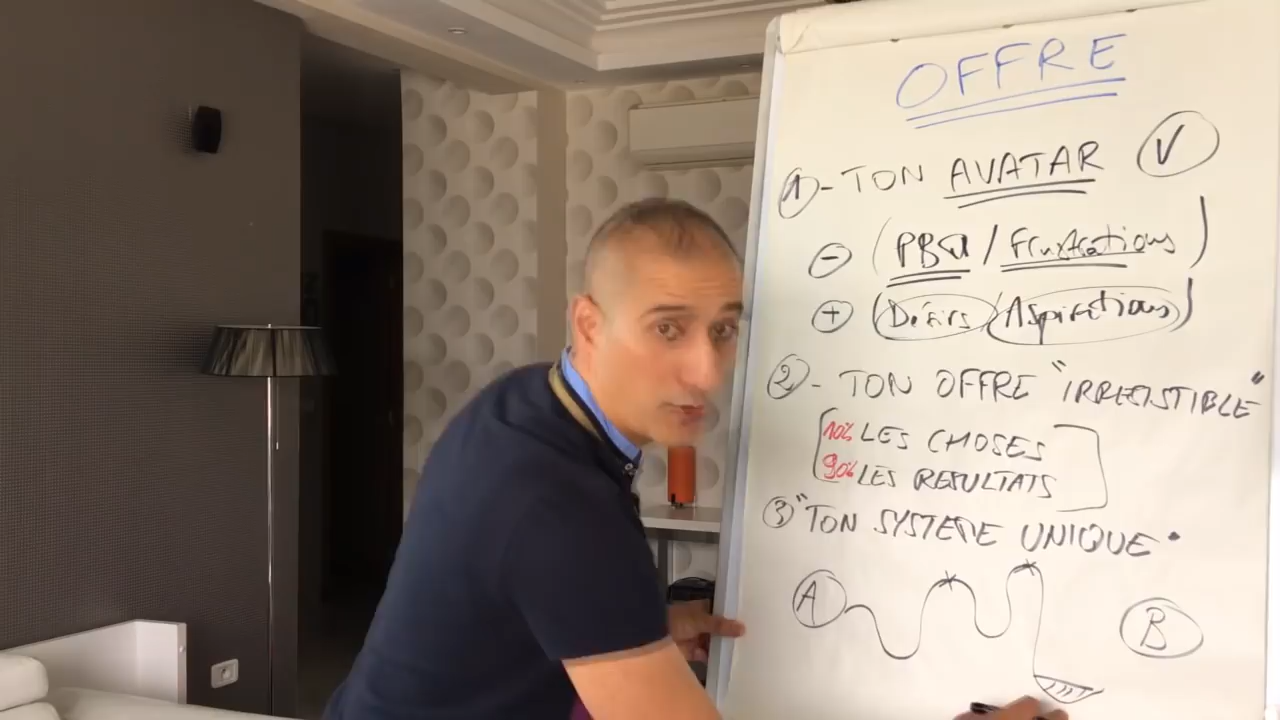 OFFRE
1 - TON AVATAR V
- (PBQ / Frustrations)
+ (Désirs / Aspirations)
2 - TON OFFRE "IRRESISTIBLE"
10% LES CHOSES
90% LES RESULTATS
3 "TON SYSTEME UNIQUE"
A B